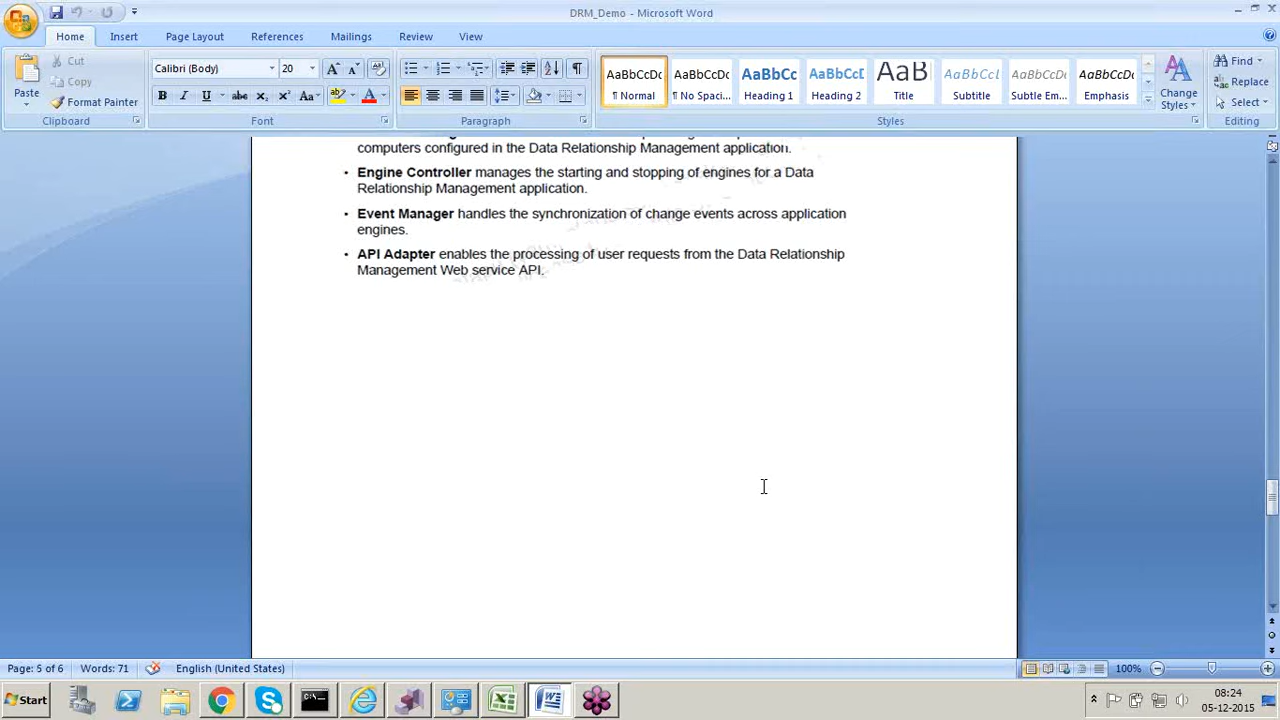 DRM_Demo - Microsoft Word
Home Insert Page Layout References Mailings Review View
Paste
Cut
Copy
Format Painter
Clipboard
Calibri (Body) 20
Font
Paragraph
AaBbCcDc AaBbCcDc AaBbCc AaBbCcD AaB AaBbCcL AaBbCcDc AaBbCcDc
¶ Normal ¶ No Spaci... Heading 1 Heading 2 Title Subtitle Subtle Em... Emphasis
Change Styles
Styles
Find
Replace
Select
Editing
computers configured in the Data Relationship Management application.
• Engine Controller manages the starting and stopping of engines for a Data
Relationship Management application.
• Event Manager handles the synchronization of change events across application
engines.
• API Adapter enables the processing of user requests from the Data Relationship
Management Web service API.
Page: 5 of 6 Words: 71 English (United States) 100%
Start
08:24
05-12-2015